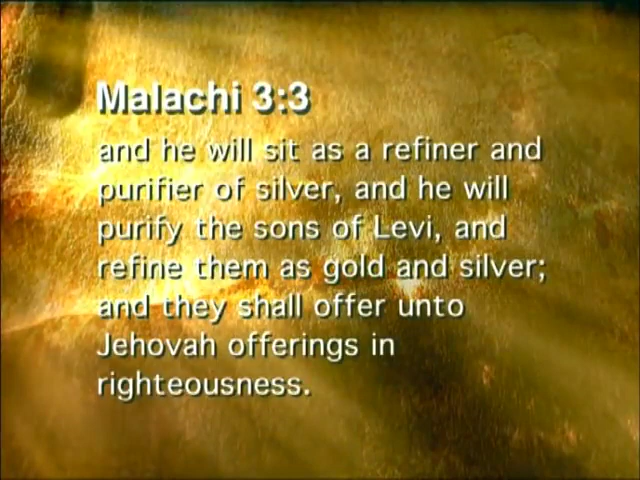 Malachi 3:3
and he will sit as a refiner and
purifier of silver, and he will
purify the sons of Levi, and
refine them as gold and silver;
and they shall offer unto
Jehovah offerings in
righteousness.